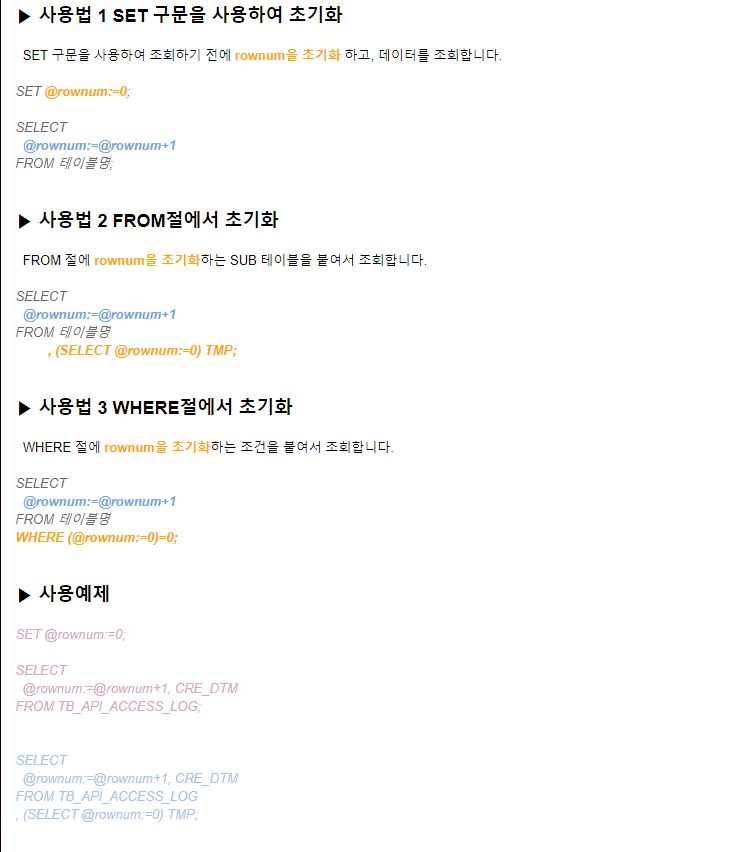 ▶ 사용법 1 SET 구문을 사용하여 초기화
SET 구문을 사용하여 조회하기 전에 rownum을 초기화 하고, 데이터를 조회합니다.
SET @rownum:=0;
SELECT
@rownum:=@rownum+1
FROM 테이블명;
▶ 사용법 2 FROM절에서 초기화
FROM 절에 rownum을 초기화하는 SUB 테이블을 붙여서 조회합니다.
SELECT
@rownum:=@rownum+1
FROM 테이블명
, (SELECT @rownum:=0) TMP;
▶ 사용법 3 WHERE절에서 초기화
WHERE 절에 rownum을 초기화하는 조건을 붙여서 조회합니다.
SELECT
@rownum:=@rownum+1
FROM 테이블명
WHERE (@rownum:=0)=0;
▶ 사용예제
SET @rownum:=0;
SELECT
@rownum:=@rownum+1, CRE_DTM
FROM TB_API_ACCESS_LOG;
SELECT
@rownum:=@rownum+1, CRE_DTM
FROM TB_API_ACCESS_LOG
, (SELECT @rownum:=0) TMP;